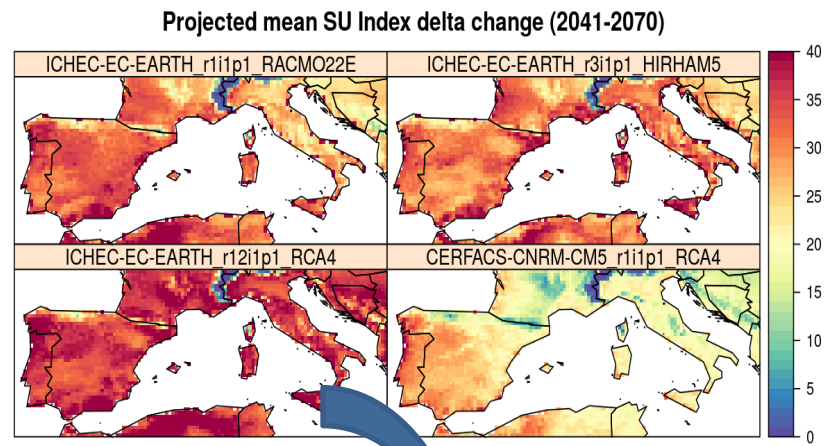 Projected mean SU Index delta change (2041-2070)
ICHEC-EC-EARTH_r1i1p1_RACMO22E
ICHEC-EC-EARTH_r3i1p1_HIRHAM5
ICHEC-EC-EARTH_r12i1p1_RCA4
CERFACS-CNRM-CM5_r1i1p1_RCA4
40
35
30
25
20
15
10
5
0